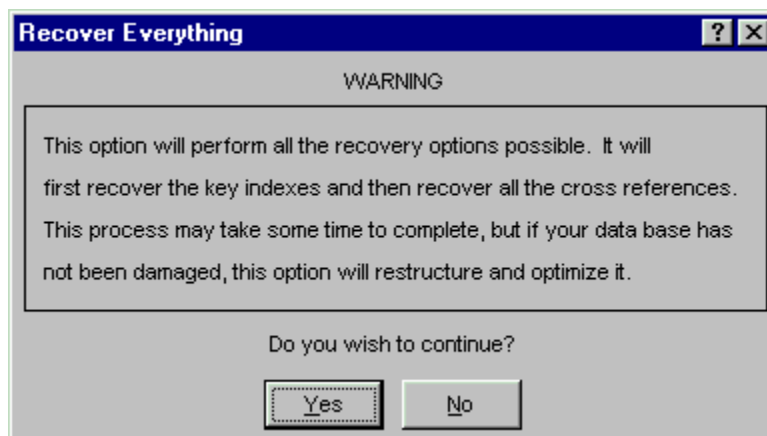 Recover Everything
WARNING
This option will perform all the recovery options possible.  It will
first recover the key indexes and then recover all the cross references.
This process may take some time to complete, but if your data base has
not been damaged, this option will restructure and optimize it.
Do you wish to continue?
Yes No